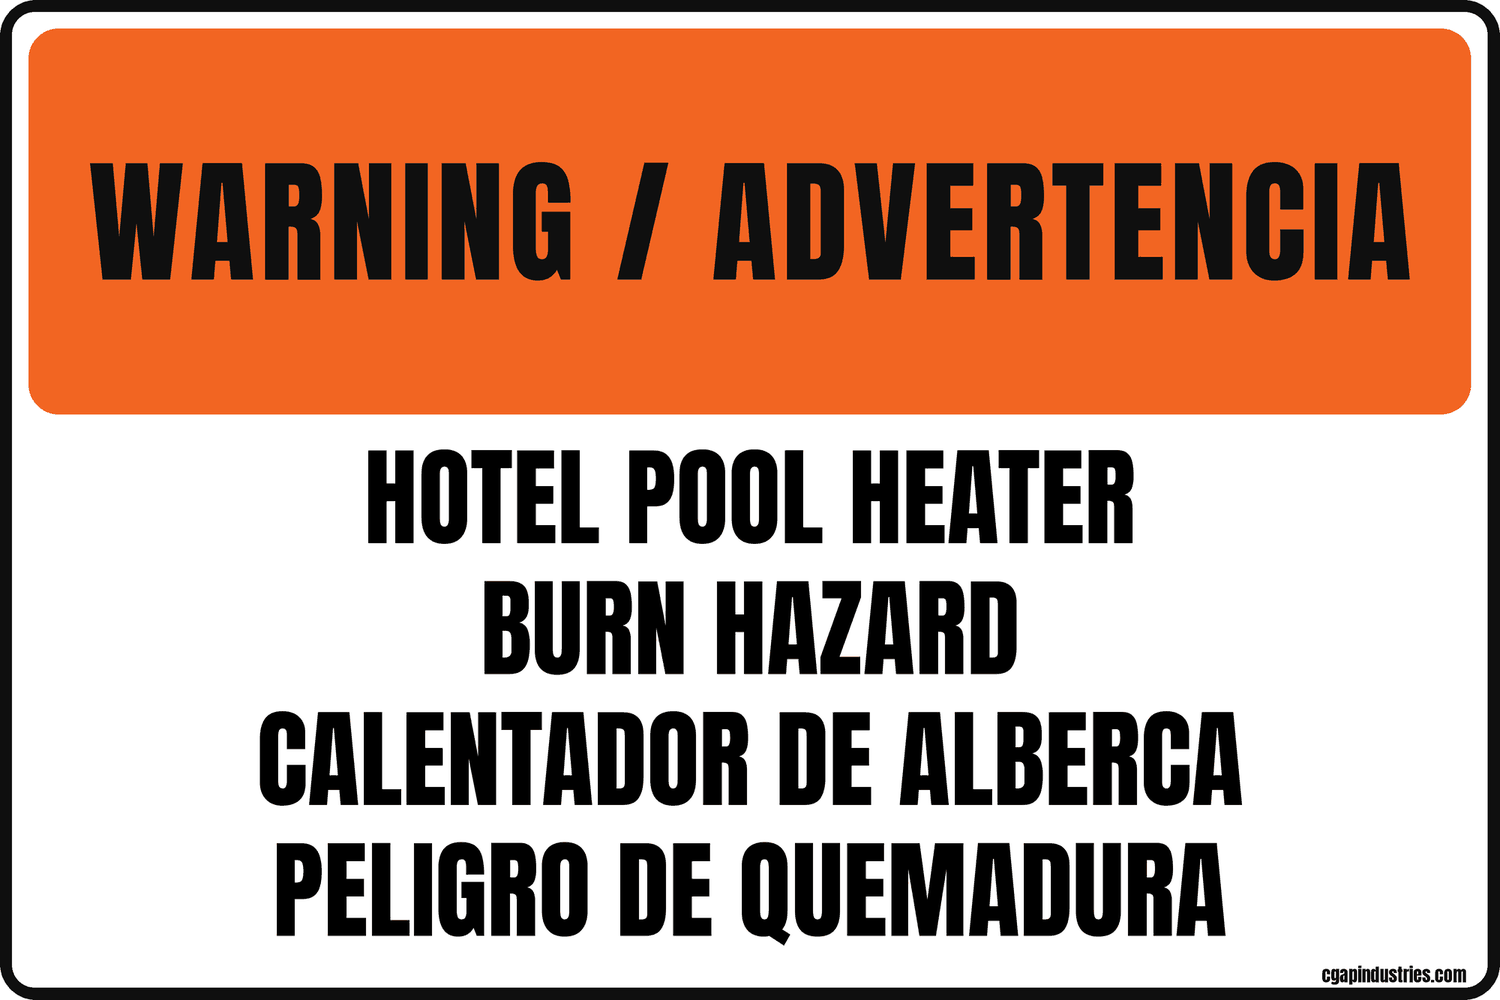 WARNING / ADVERTENCIA
HOTEL POOL HEATER
BURN HAZARD
CALENTADOR DE ALBERCA
PELIGRO DE QUEMADURA
cgapindustries.com